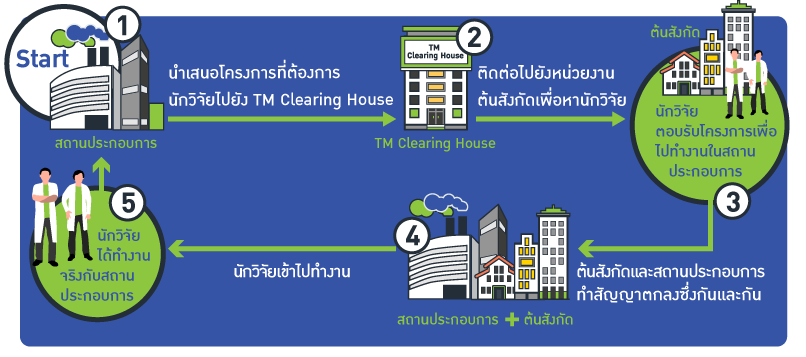 Start
1
สถานประกอบการ
นำเสนอโครงการที่ต้องการ
นักวิจัยไปยัง TM Clearing House
2
TM
Clearing House
TM Clearing House
ติดต่อไปยังหน่วยงาน
ต้นสังกัดเพื่อหานักวิจัย
ต้นสังกัด
นักวิจัย
ตอบรับโครงการเพื่อ
ไปทำงานในสถาน
ประกอบการ
3
ต้นสังกัดและสถานประกอบการ
ทำสัญญาตกลงซึ่งกันและกัน
4
สถานประกอบการ + ต้นสังกัด
นักวิจัยเข้าไปทำงาน
5
นักวิจัย
ได้ทำงาน
จริงกับสถาน
ประกอบการ